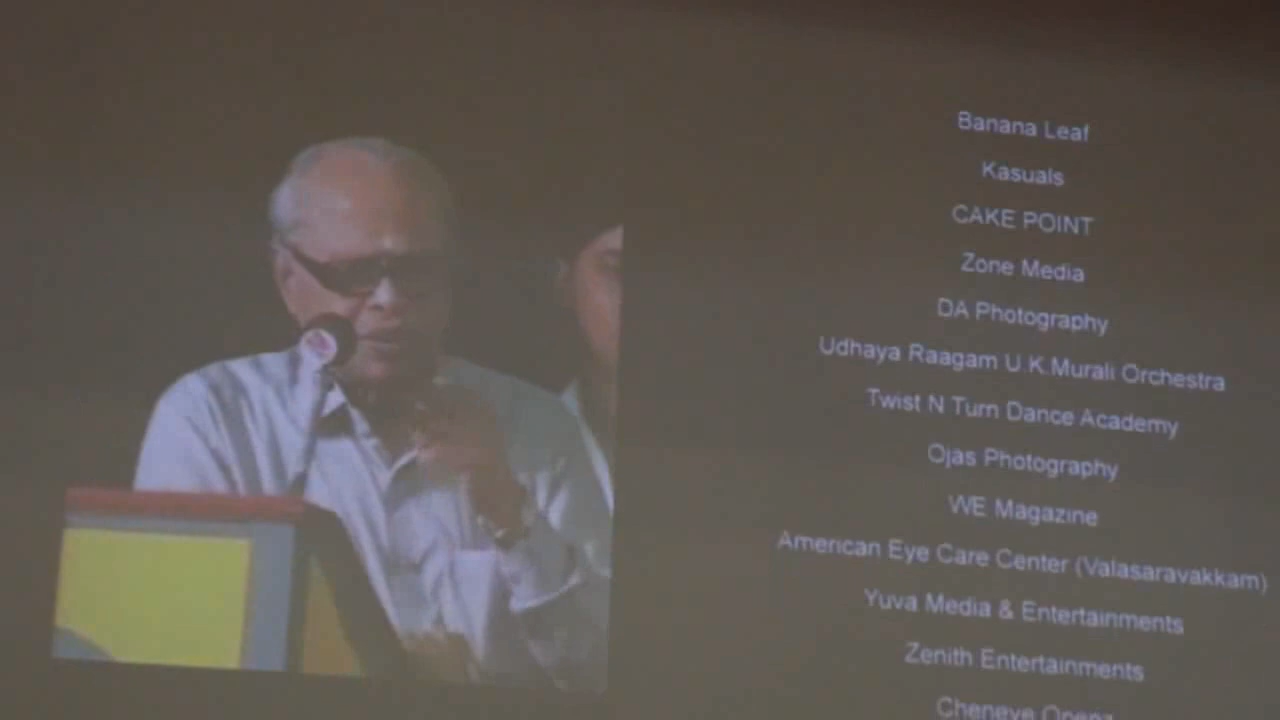 Banana Leaf
Kasuals
CAKE POINT
Zone Media
DA Photography
Udhaya Raagam U.K.Murali Orchestra
Twist N Turn Dance Academy
Ojas Photography
WE Magazine
American Eye Care Center (Valasaravakkam)
Yuva Media & Entertainments
Zenith Entertainments